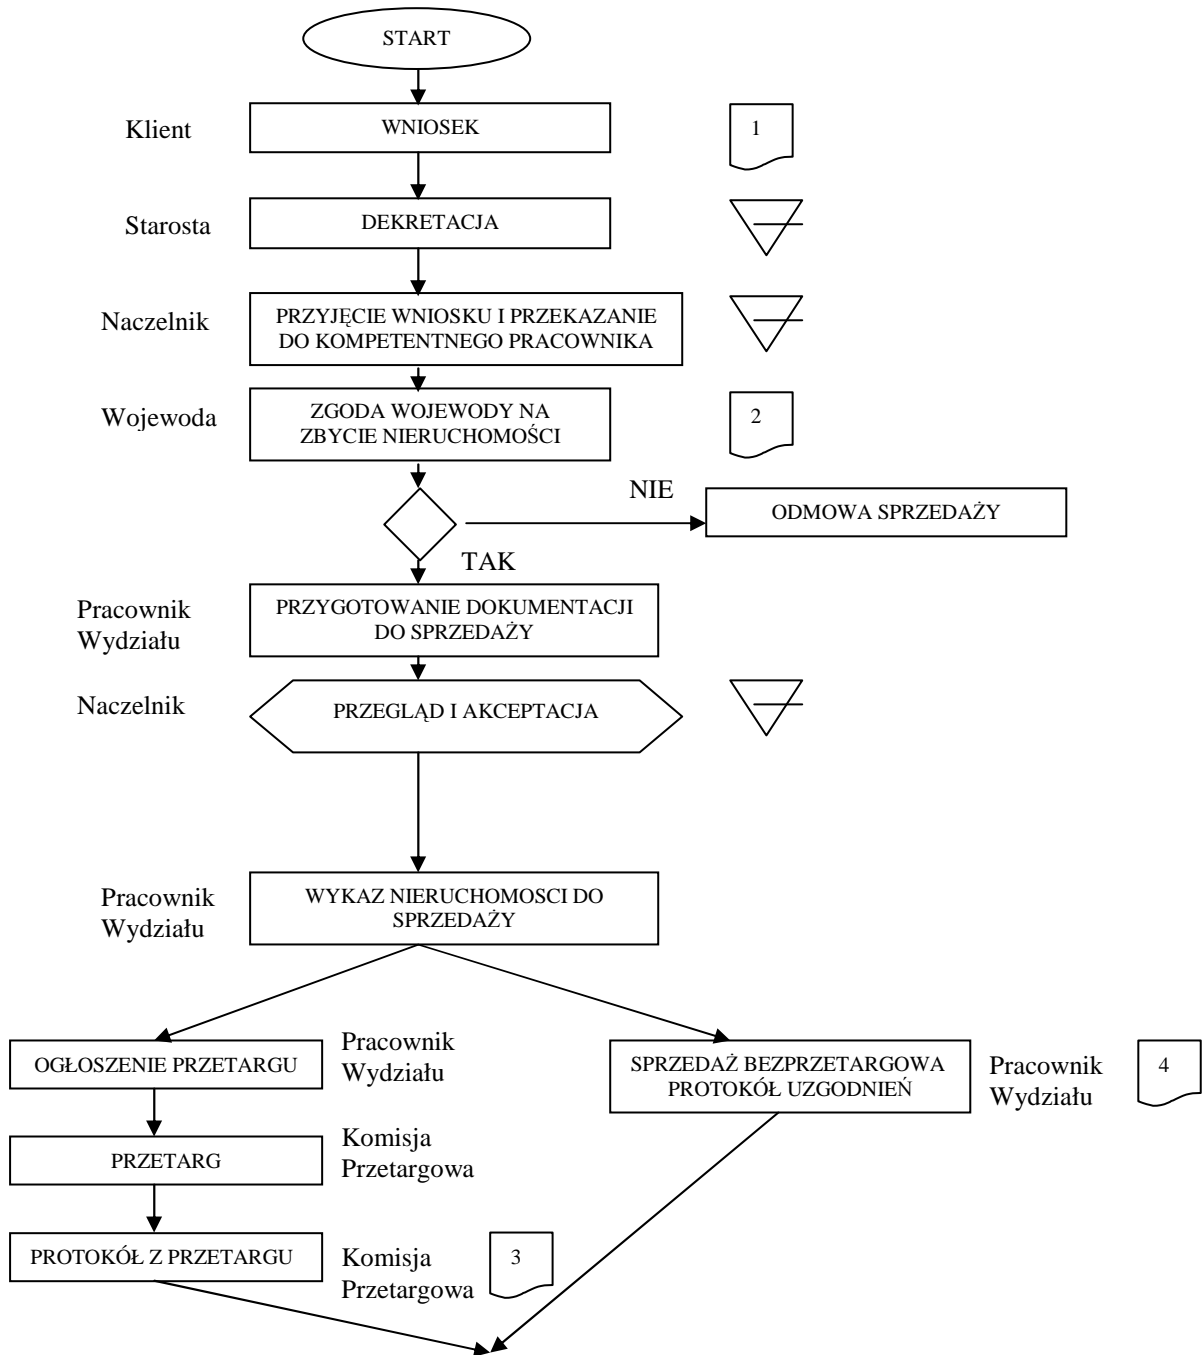 START
Klient
WNIOSEK
1
Starosta
DEKRETACJA
Naczelnik
PRZYJĘCIE WNIOSKU I PRZEKAZANIE
DO KOMPETENTNEGO PRACOWNIKA
Wojewoda
ZGODA WOJEWODY NA
ZBYCIE NIERUCHOMOŚCI
2
NIE
ODMOWA SPRZEDAŻY
TAK
Pracownik
Wydziału
PRZYGOTOWANIE DOKUMENTACJI
DO SPRZEDAŻY
Naczelnik
PRZEGLĄD I AKCEPTACJA
Pracownik
Wydziału
WYKAZ NIERUCHOMOSCI DO
SPRZEDAŻY
OGŁOSZENIE PRZETARGU
Pracownik
Wydziału
SPRZEDAŻ BEZPRZETARGOWA
PROTOKÓŁ UZGODNIEŃ
Pracownik
Wydziału
4
PRZETARG
Komisja
Przetargowa
PROTOKÓŁ Z PRZETARGU
Komisja
Przetargowa
3